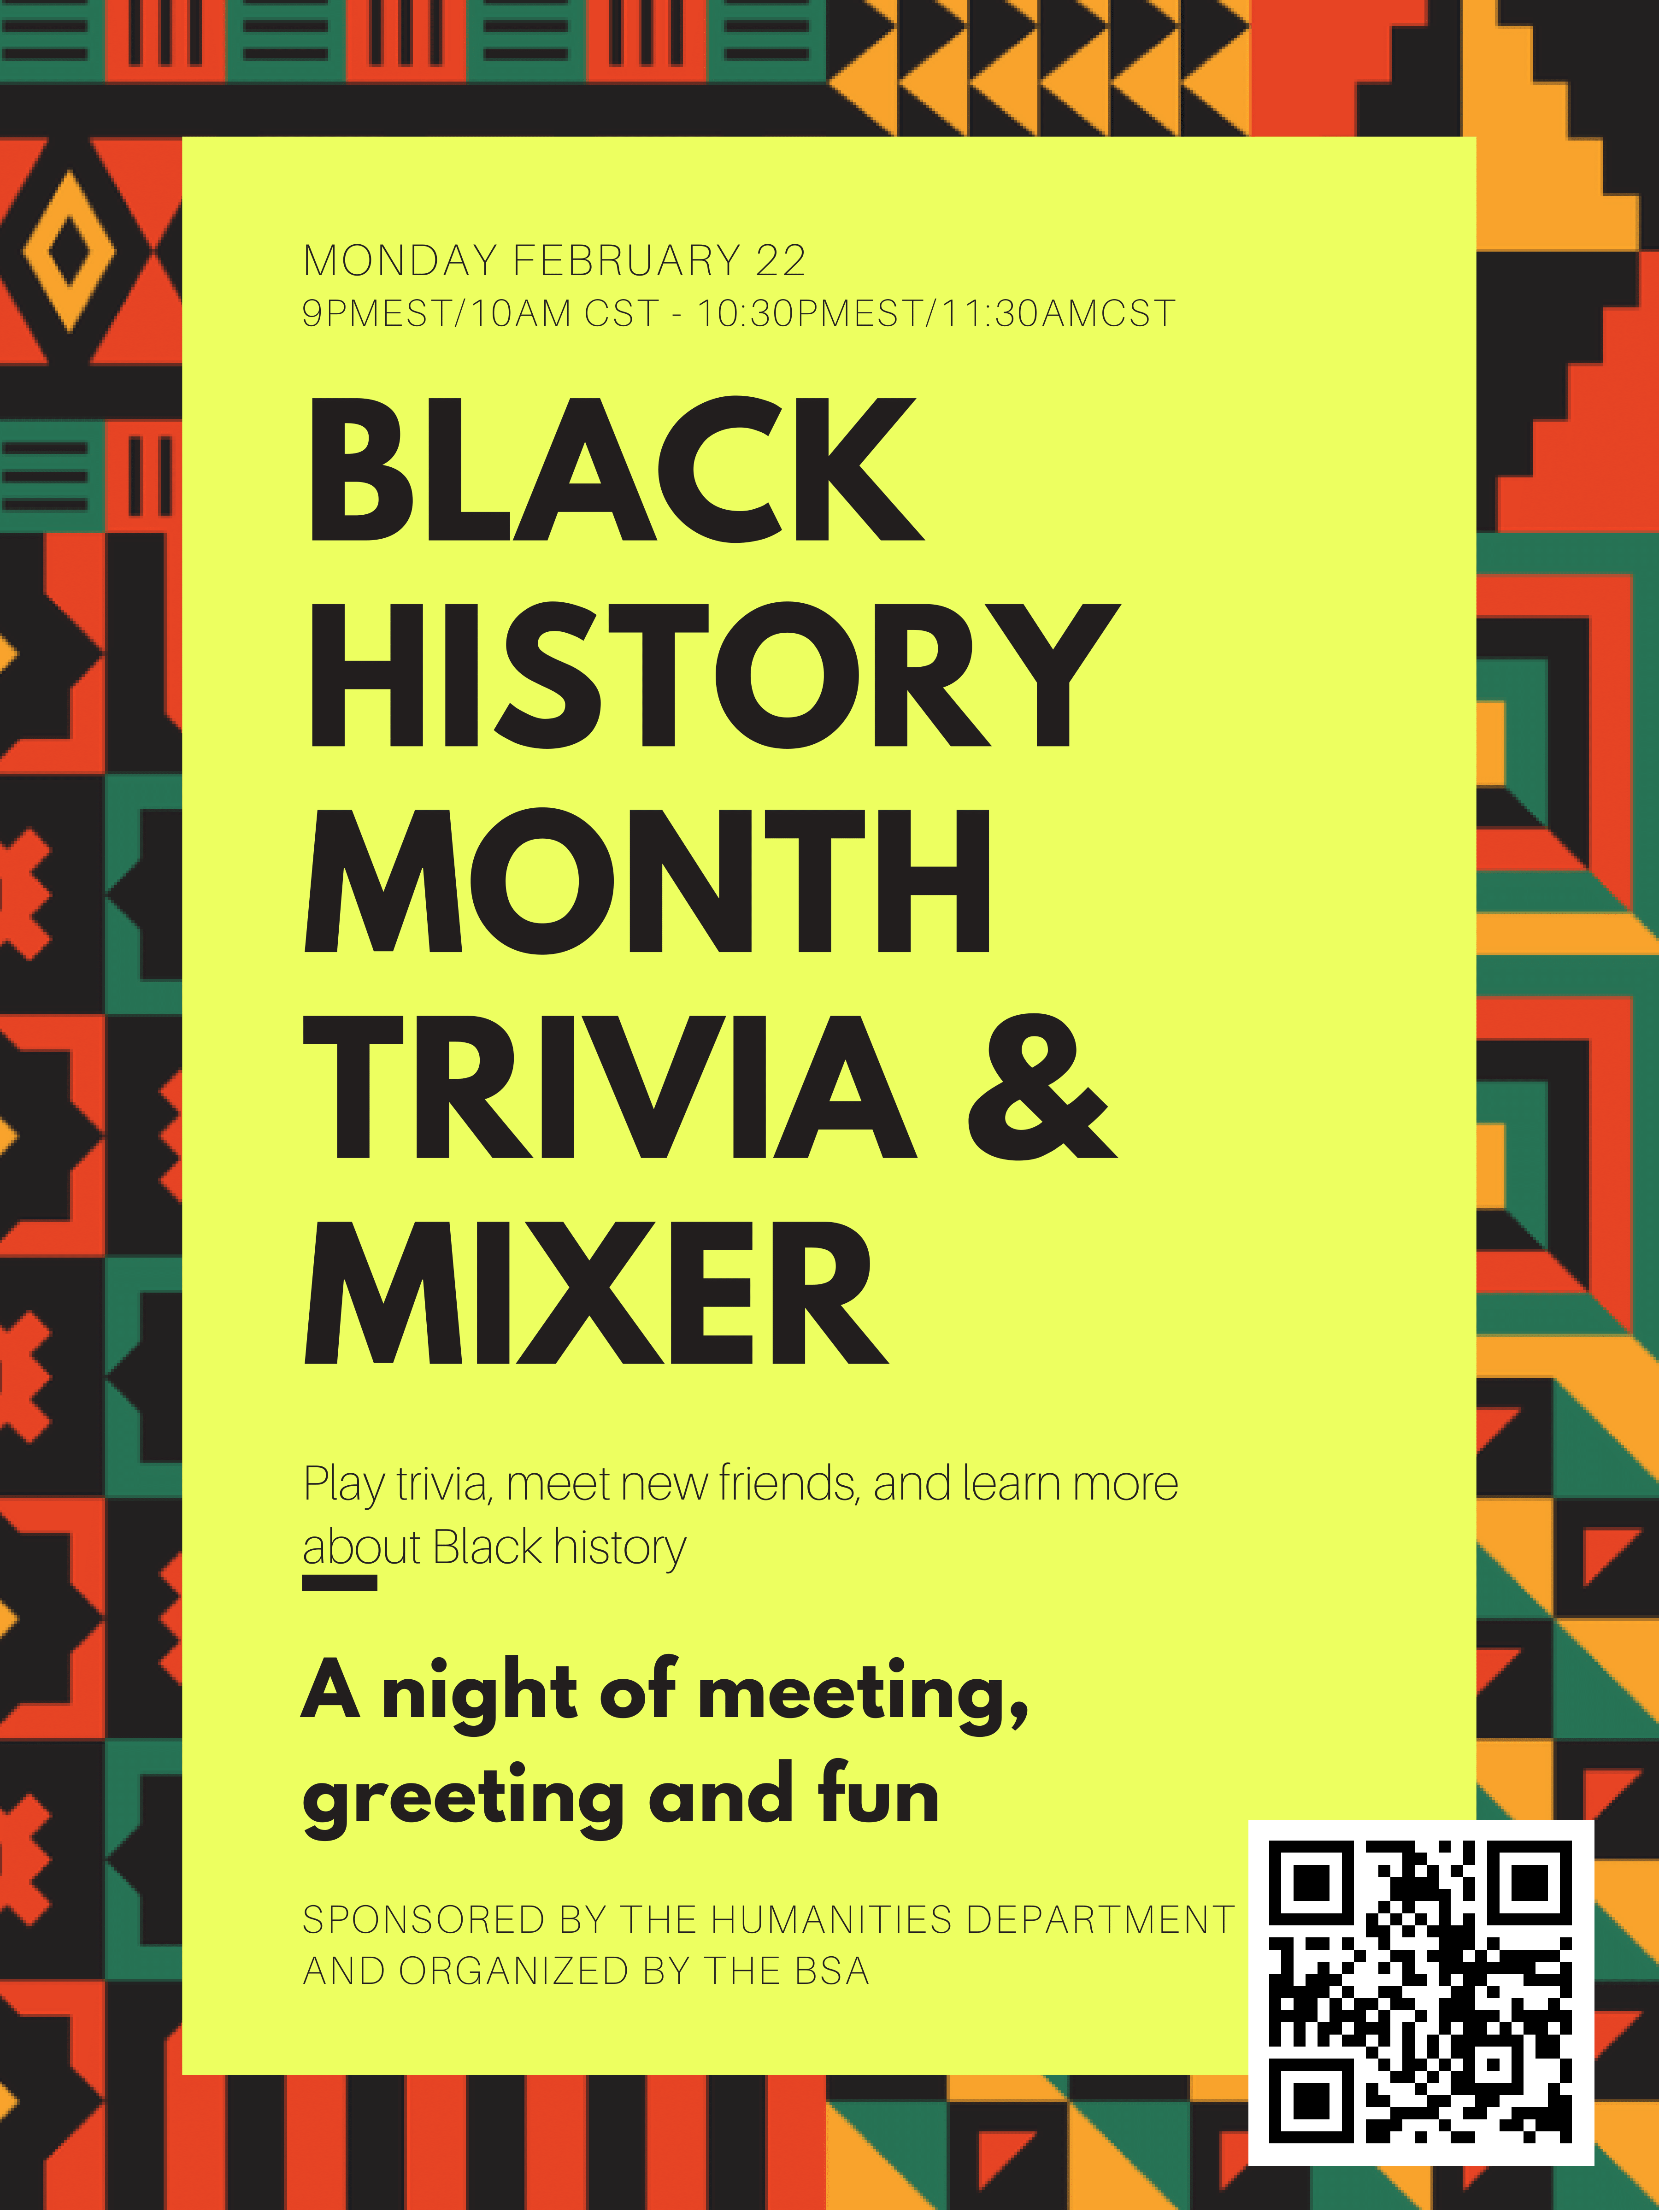 MONDAY FEBRUARY 22
9PMEST/10AM CST - 10:30PMEST/11:30AMCST
BLACK
HISTORY
MONTH
TRIVIA &
MIXER
Play trivia, meet new friends, and learn more
about Black history
A night of meeting,
greeting and fun
SPONSORED BY THE HUMANITIES DEPARTMENT
AND ORGANIZED BY THE BSA